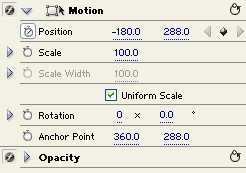 Motion
Position -180.0 288.0
Scale 100.0
Scale Width 100.0
Uniform Scale
Rotation 0 × 0.0 °
Anchor Point 360.0 288.0
Opacity